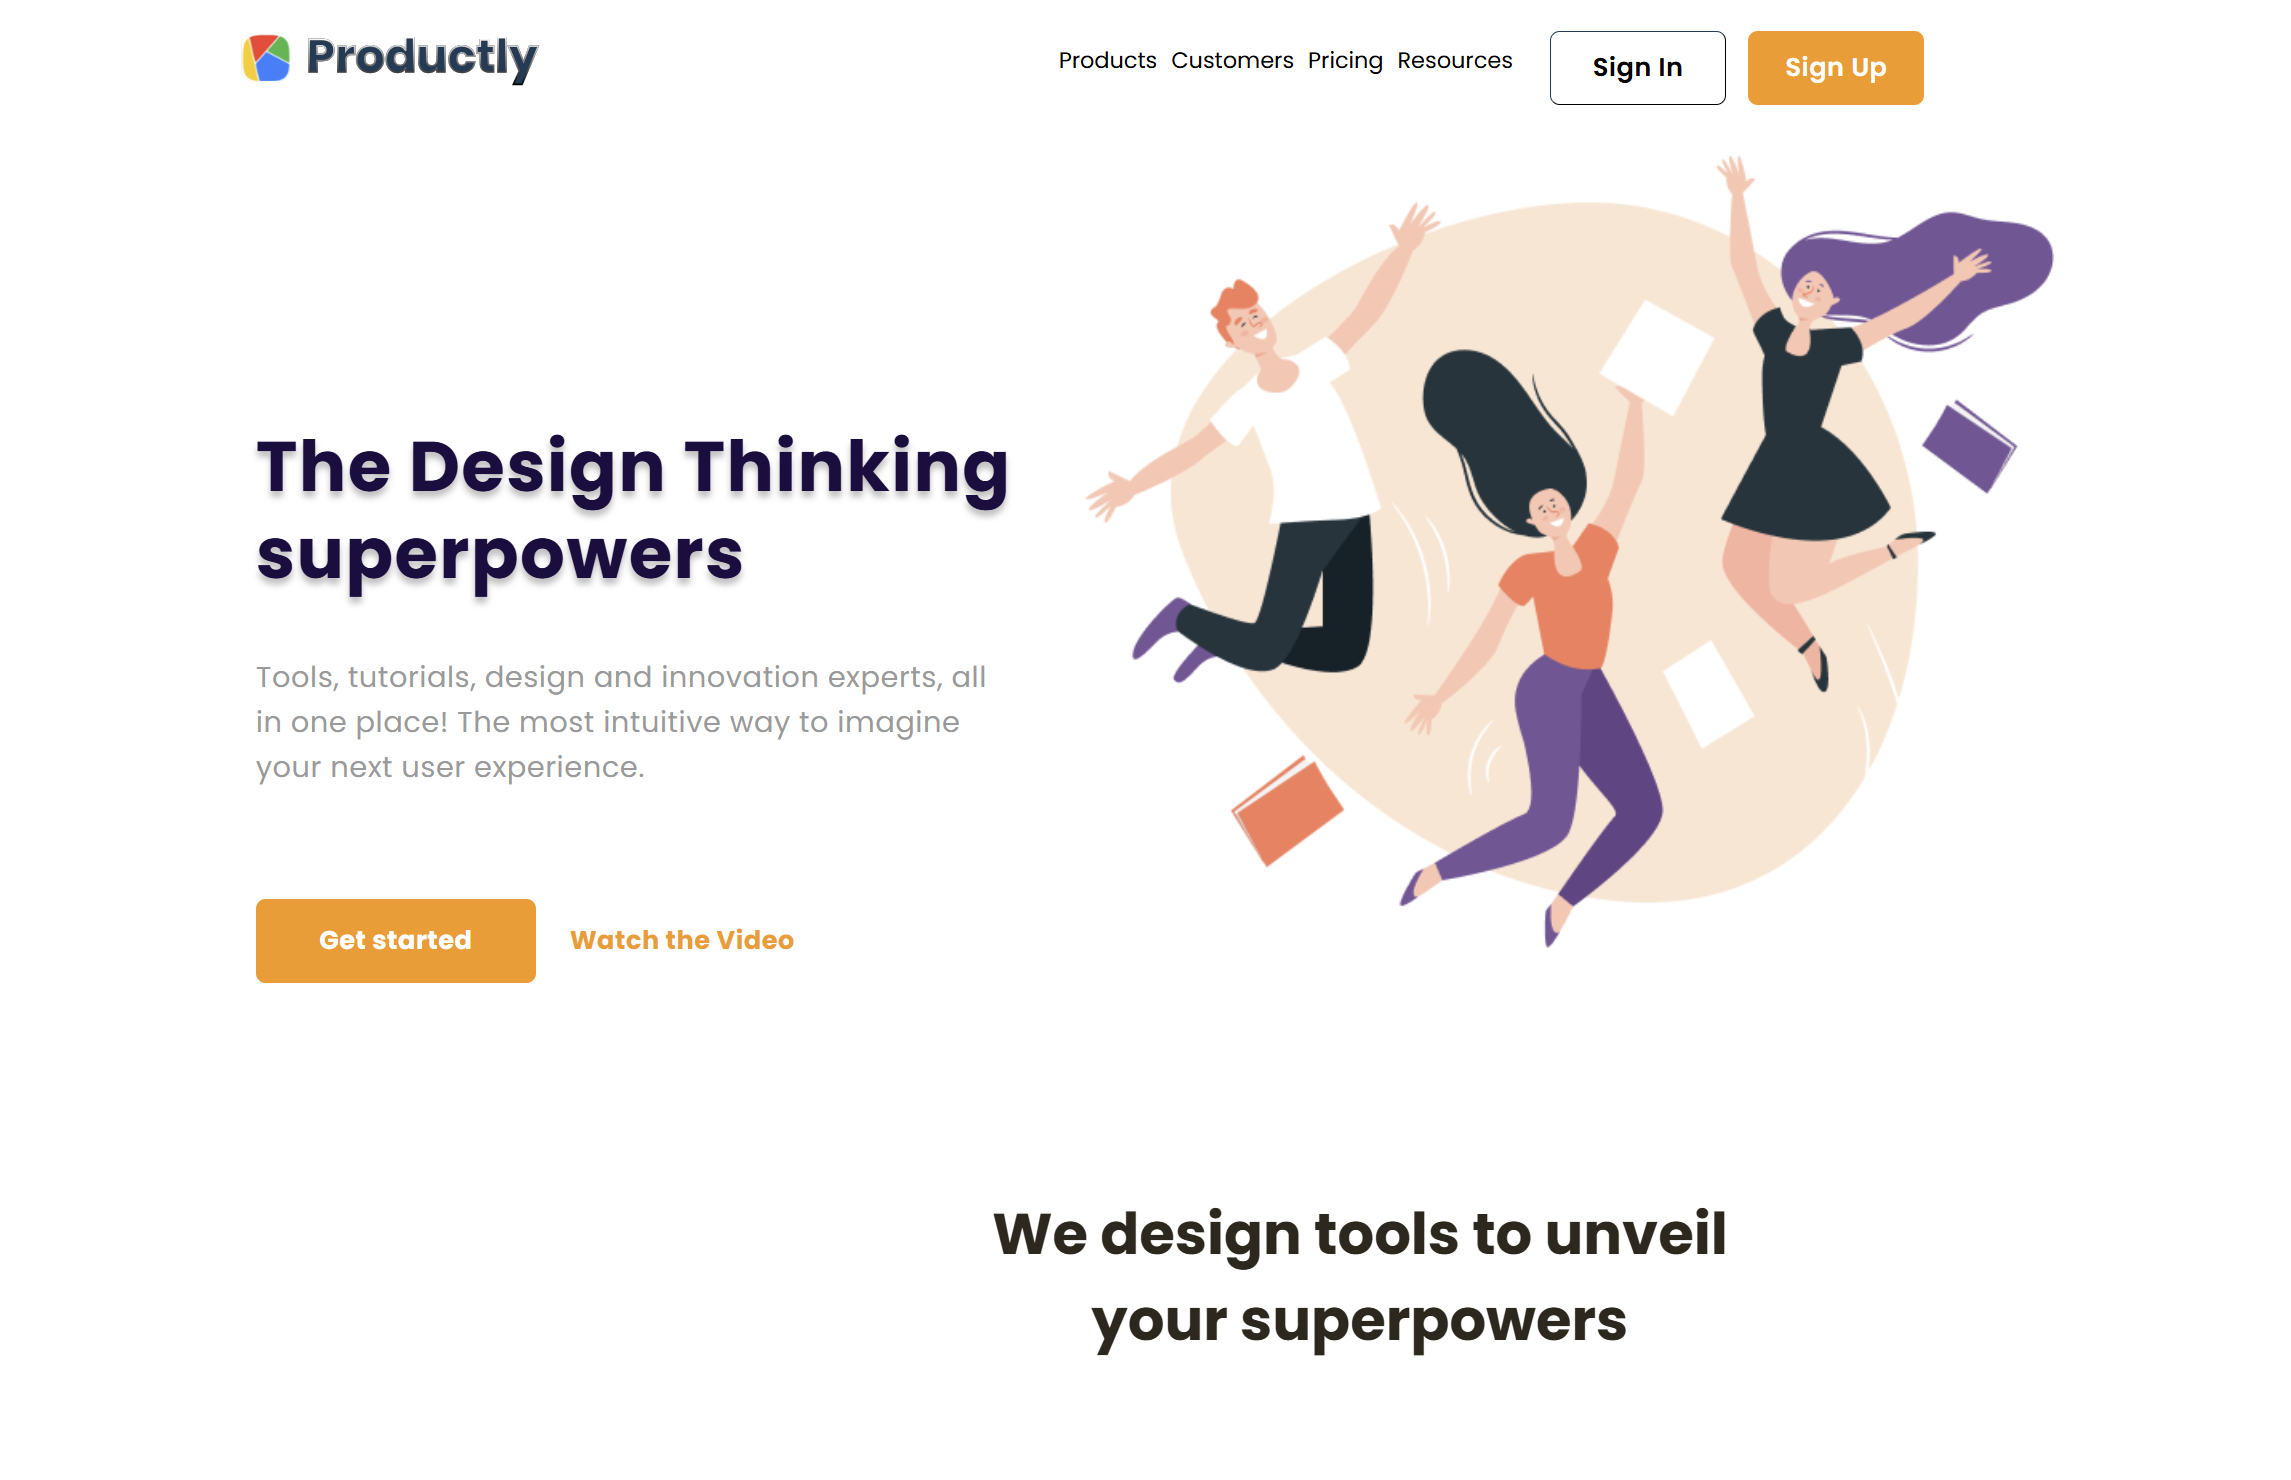 Productly
Products Customers Pricing Resources Sign In Sign Up
The Design Thinking
superpowers
Tools, tutorials, design and innovation experts, all
in one place! The most intuitive way to imagine
your next user experience.
Get started Watch the Video
We design tools to unveil
your superpowers